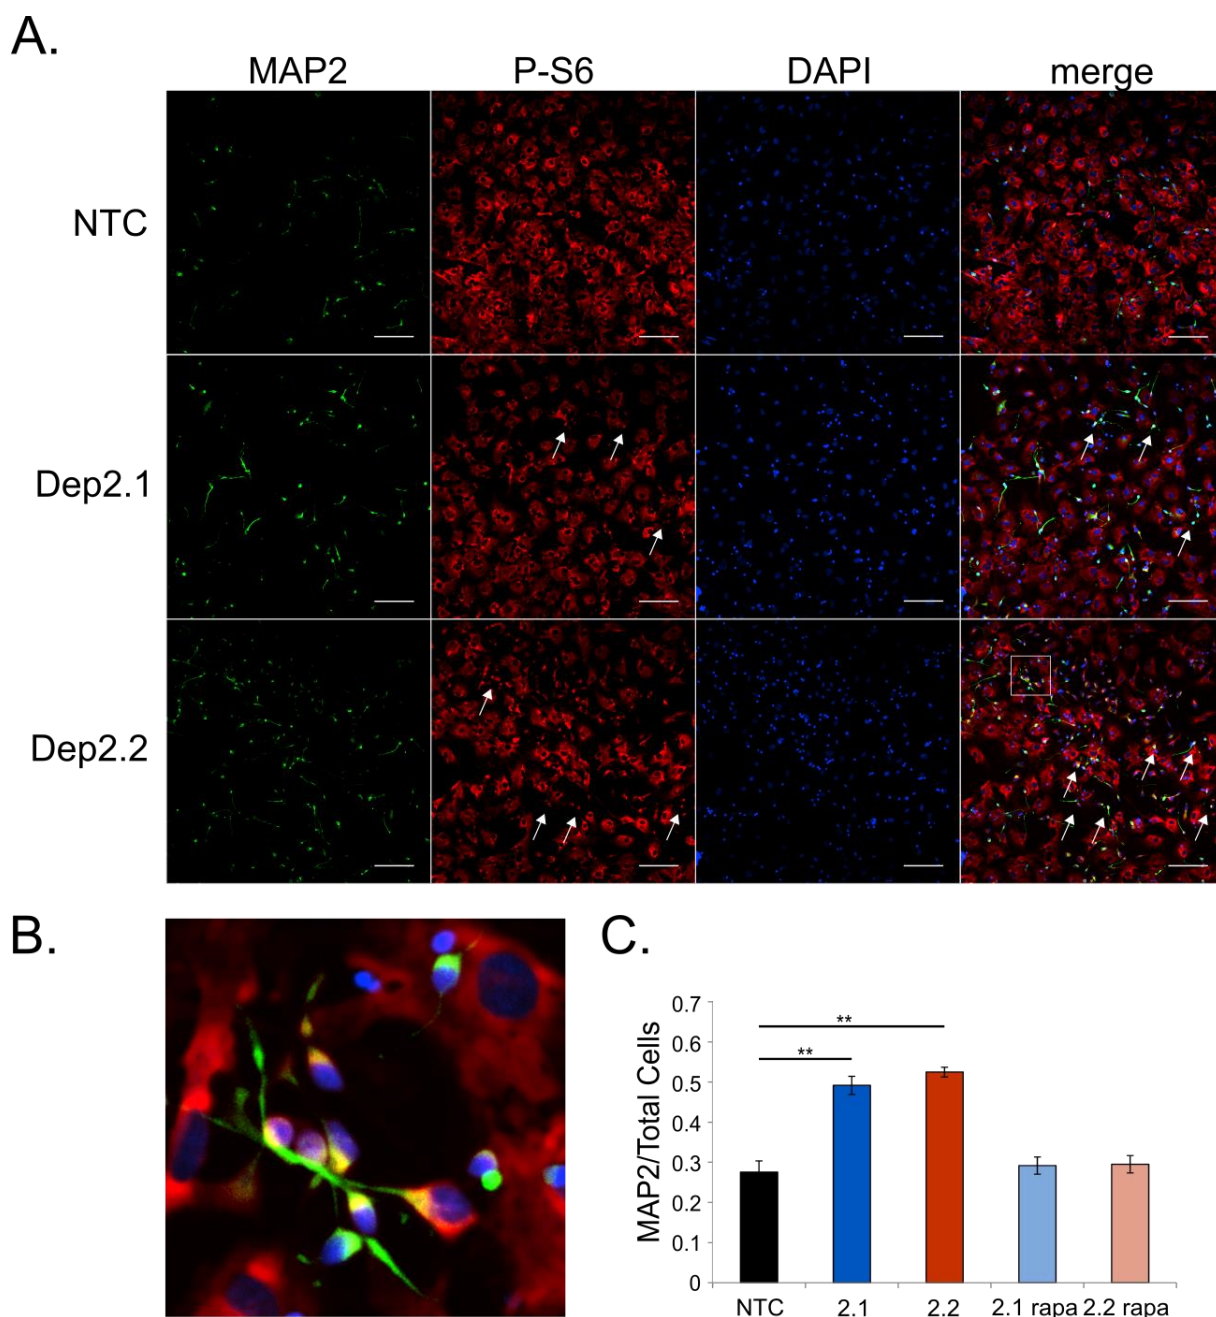 A.
MAP2 P-S6 DAPI merge
NTC
Dep2.1
Dep2.2
B.
C.
MAP2/Total Cells
0.7
0.6
0.5
0.4
0.3
0.2
0.1
0
**
**
NTC 2.1 2.2 2.1 rapa 2.2 rapa